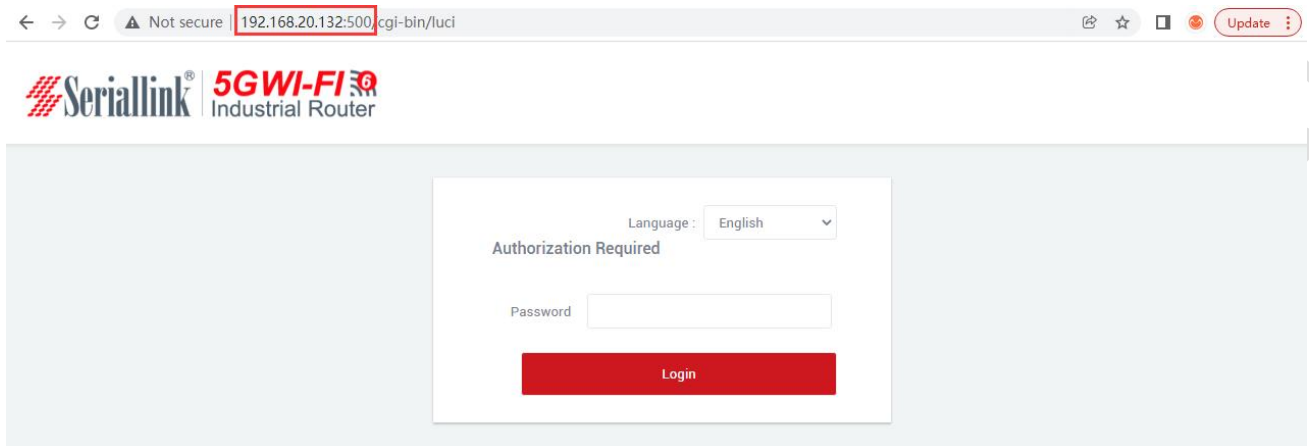 Not secure | 192.168.20.132:500/cgi-bin/luci Update
Seriallink® 5GWI-FI 6
Industrial Router
Language : English
Authorization Required
Password
Login